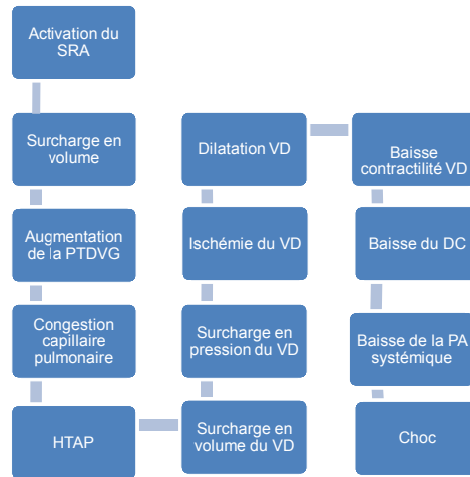 Activation du
SRA
Surcharge en
volume
Augmentation
de la PTDVG
Congestion
capillaire
pulmonaire
HTAP
Surcharge en
volume du VD
Surcharge en
pression du VD
Ischémie du VD
Dilatation VD
Baisse
contractilité VD
Baisse du DC
Baisse de la PA
systémique
Choc